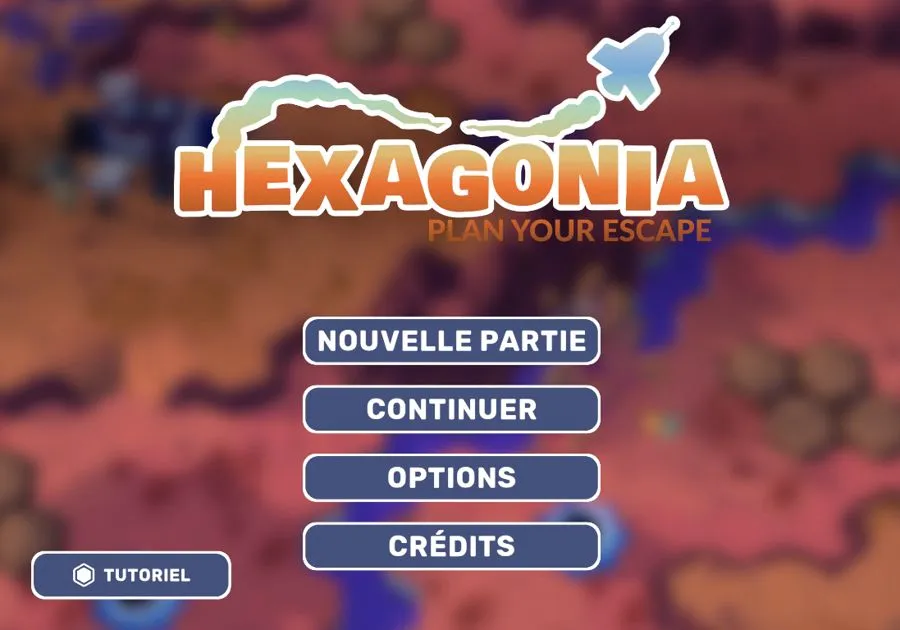 HEXAGONIA
PLAN YOUR ESCAPE
NOUVELLE PARTIE
CONTINUER
OPTIONS
CRÉDITS
TUTORIEL